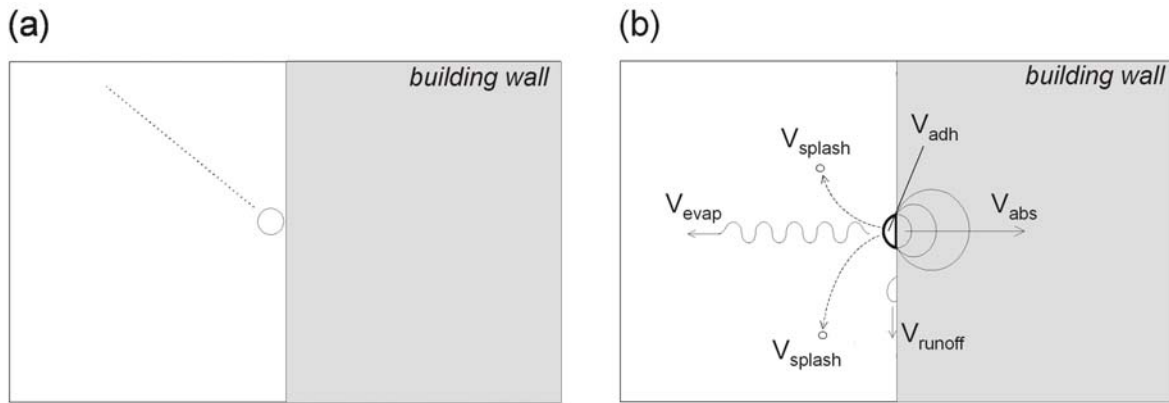 (a)
building wall
(b)
building wall
V_adh
V_splash
V_evap
V_abs
V_splash
V_runoff